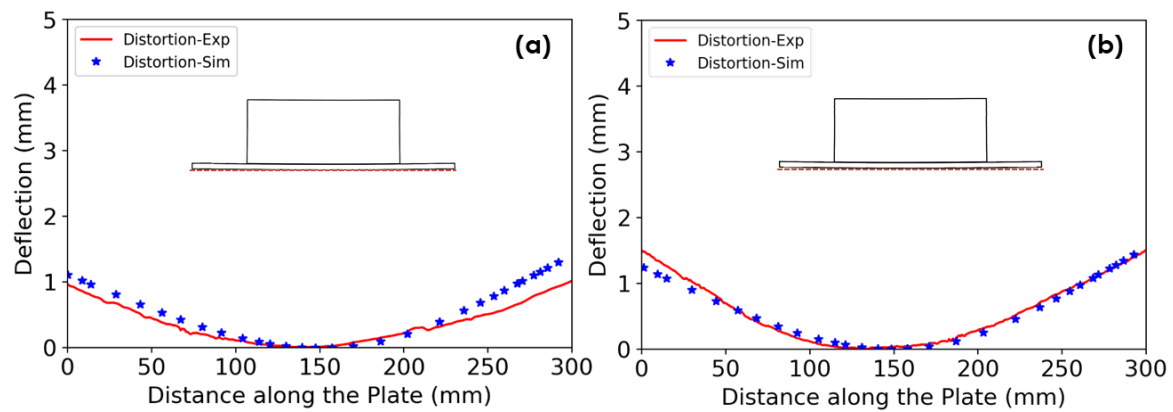 5
4
3
2
1
0
Deflection (mm)
Distortion-Exp
Distortion-Sim
(a)
0 50 100 150 200 250 300
Distance along the Plate (mm)
5
4
3
2
1
0
Deflection (mm)
Distortion-Exp
Distortion-Sim
(b)
0 50 100 150 200 250 300
Distance along the Plate (mm)